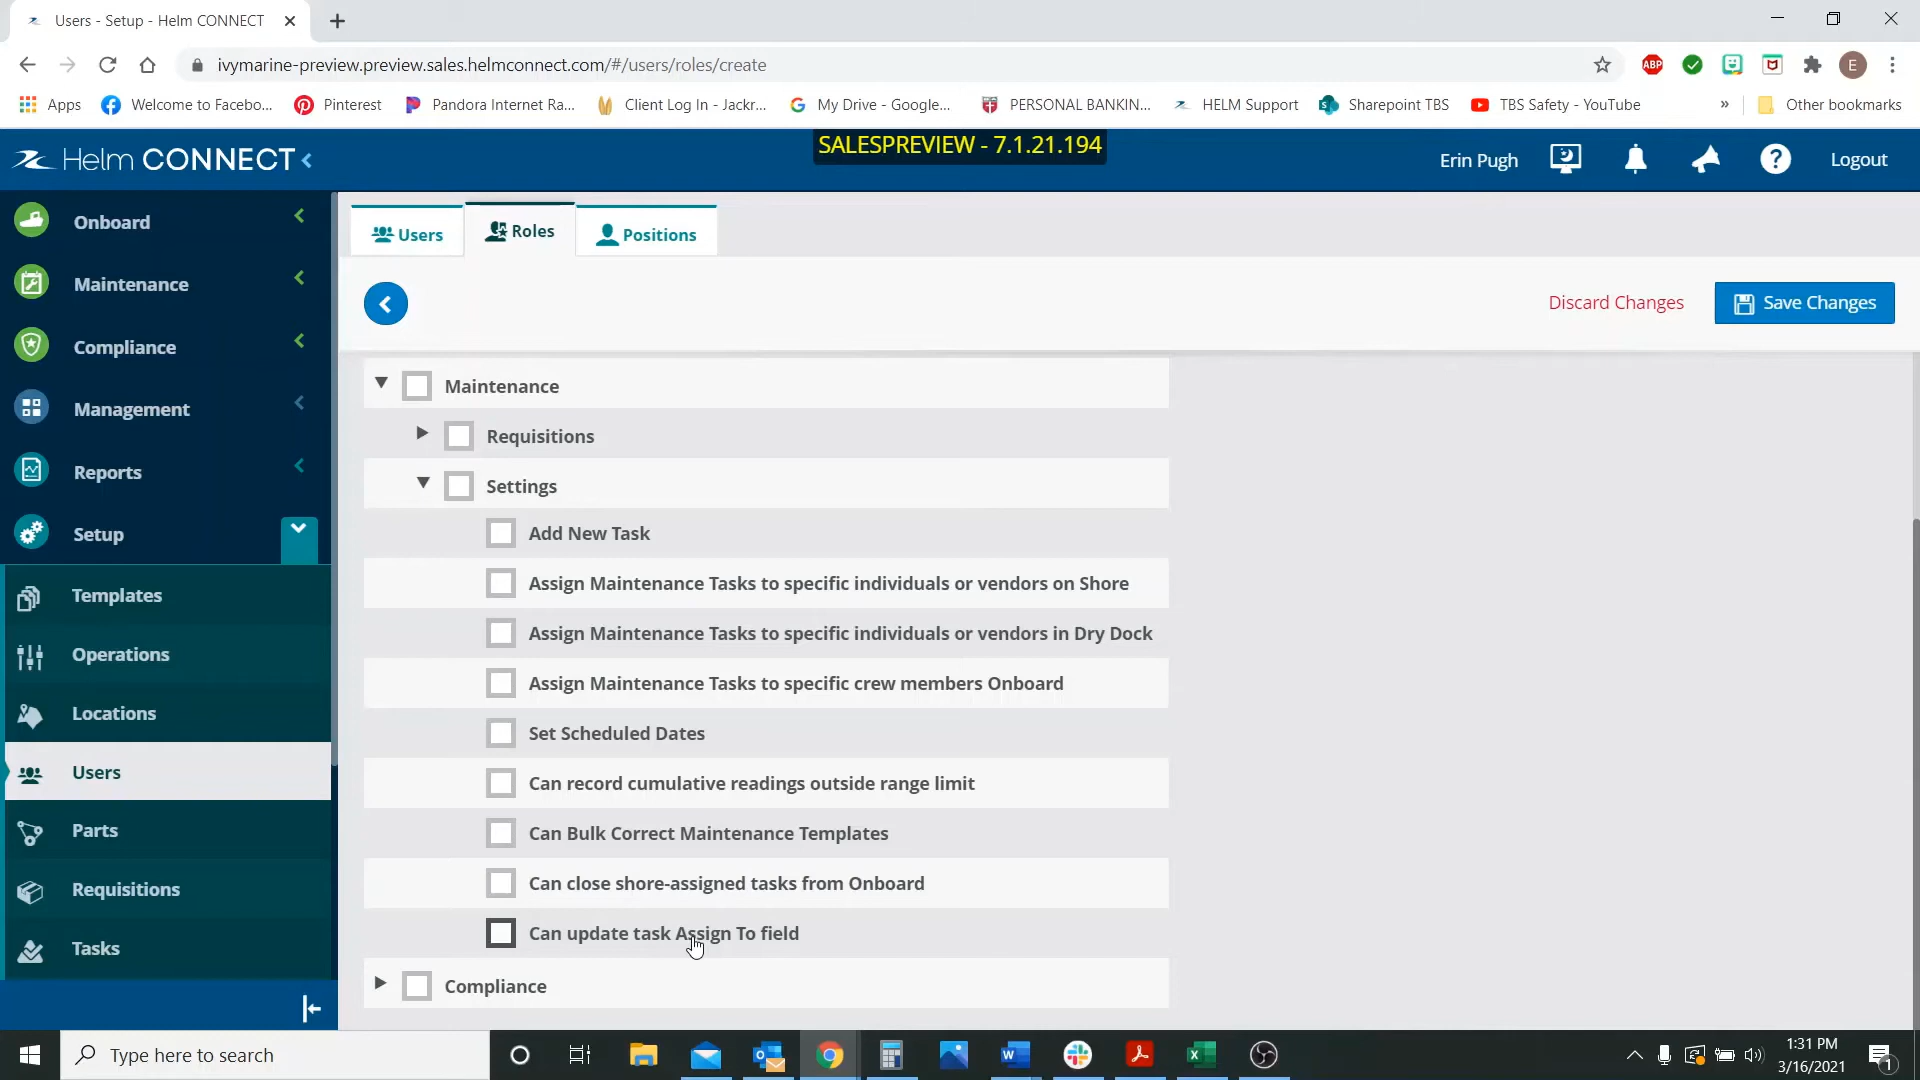 Users - Setup - Helm CONNECT
ivymarine-preview.preview.sales.helmconnect.com/#/users/roles/create
ABP
E
Apps
Welcome to Facebo...
Pinterest
Pandora Internet Ra...
Client Log In - Jackr...
My Drive - Google...
PERSONAL BANKIN...
HELM Support
Sharepoint TBS
TBS Safety - YouTube
»
Other bookmarks
Helm CONNECT
SALESPREVIEW - 7.1.21.194
Erin Pugh
?
Logout
Onboard
Maintenance
Compliance
Management
Reports
Setup
Templates
Operations
Locations
Users
Parts
Requisitions
Tasks
Users
Roles
Positions
Discard Changes
Save Changes
Maintenance
Requisitions
Settings
Add New Task
Assign Maintenance Tasks to specific individuals or vendors on Shore
Assign Maintenance Tasks to specific individuals or vendors in Dry Dock
Assign Maintenance Tasks to specific crew members Onboard
Set Scheduled Dates
Can record cumulative readings outside range limit
Can Bulk Correct Maintenance Templates
Can close shore-assigned tasks from Onboard
Can update task Assign To field
Compliance
Type here to search
1:31 PM
3/16/2021
1